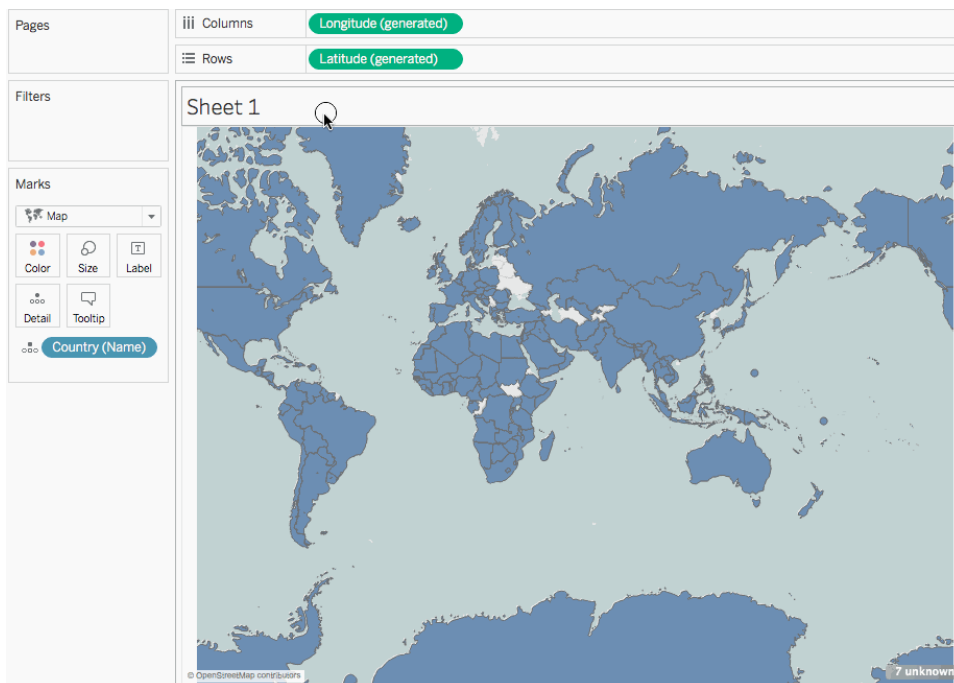 Pages
Columns
Longitude (generated)
Rows
Latitude (generated)
Filters
Sheet 1
Marks
Map
Color
Size
T
Label
Detail
Tooltip
Country (Name)
© OpenStreetMap contributors
7 unknown